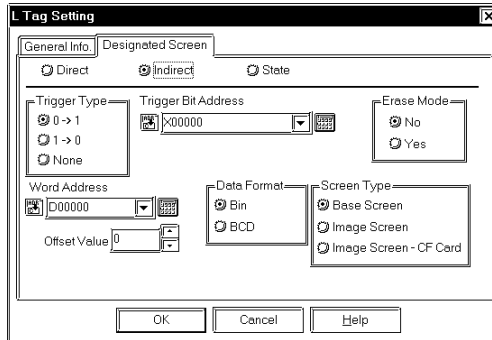 L Tag Setting
General Info. Designated Screen
Direct Indirect State
Trigger Type Trigger Bit Address Erase Mode
0 -> 1 X00000 No
1 -> 0 Yes
None
Word Address Data Format Screen Type
D00000 Bin Base Screen
BCD Image Screen
Offset Value 0 Image Screen - CF Card
OK Cancel Help